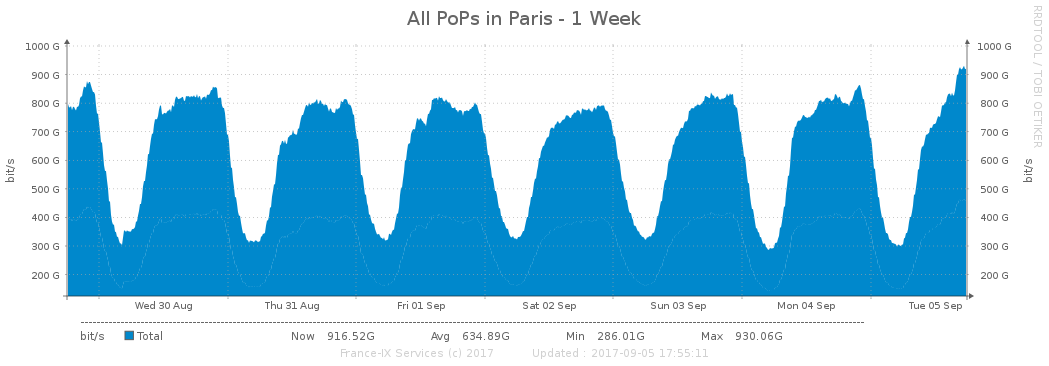 All PoPs in Paris - 1 Week
RRDTOOL / TOBI OETIKER
1000 G 1000 G
900 G 900 G
800 G 800 G
700 G 700 G
600 G 600 G
500 G 500 G
400 G 400 G
300 G 300 G
200 G 200 G
bit/s bit/s
Wed 30 Aug Thu 31 Aug Fri 01 Sep Sat 02 Sep Sun 03 Sep Mon 04 Sep Tue 05 Sep
bit/s Total Now 916.52G Avg 634.89G Min 286.01G Max 930.06G
France-IX Services (c) 2017 Updated : 2017-09-05 17:55:11